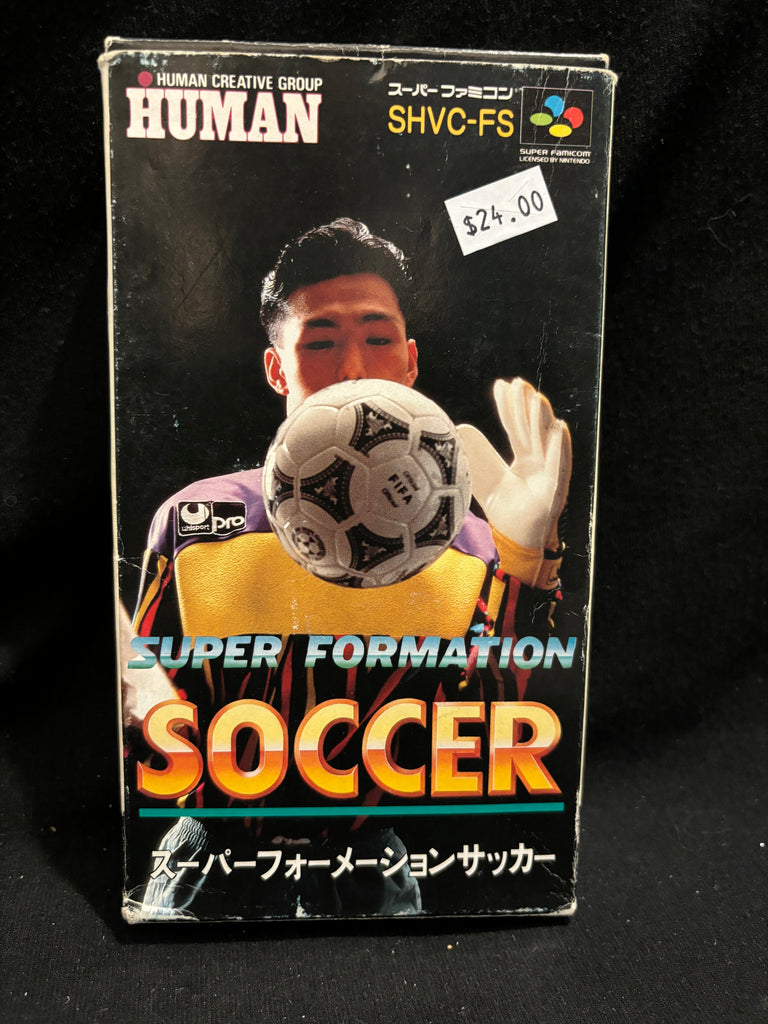 HUMAN CREATIVE GROUP
HUMAN
スーパーファミコン
SHVC-FS
SUPER FAMICOM
LICENSED BY NINTENDO
$24.00
FIFA
uhlsport pro
SUPER FORMATION
SOCCER
スーパーフォーメーションサッカー